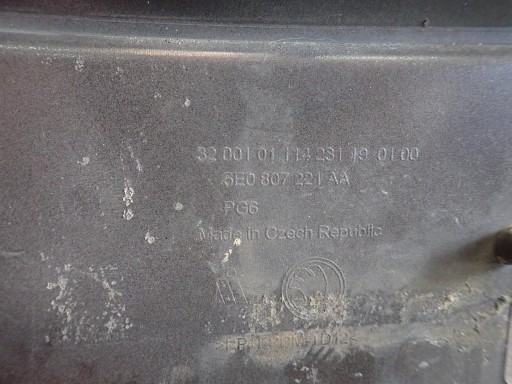 32 001 01 114 231 19 01 00
5E0 807 221 AA
PG6
Made in Czech Republic